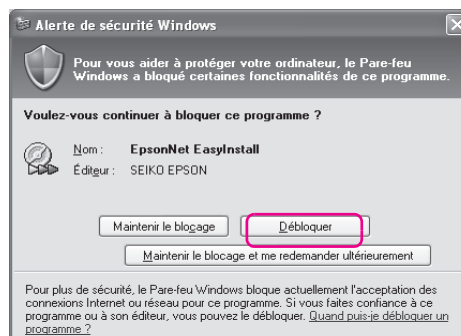 Alerte de sécurité Windows
Pour vous aider à protéger votre ordinateur, le Pare-feu
Windows a bloqué certaines fonctionnalités de ce programme.
Voulez-vous continuer à bloquer ce programme ?
Nom : EpsonNet EasyInstall
Éditeur : SEIKO EPSON
Maintenir le blocage Débloquer
Maintenir le blocage et me redemander ultérieurement
Pour plus de sécurité, le Pare-feu Windows bloque actuellement l'acceptation des
connexions Internet ou réseau pour ce programme. Si vous faites confiance à ce
programme ou à son éditeur, vous pouvez le débloquer. Quand puis-je débloquer un
programme ?